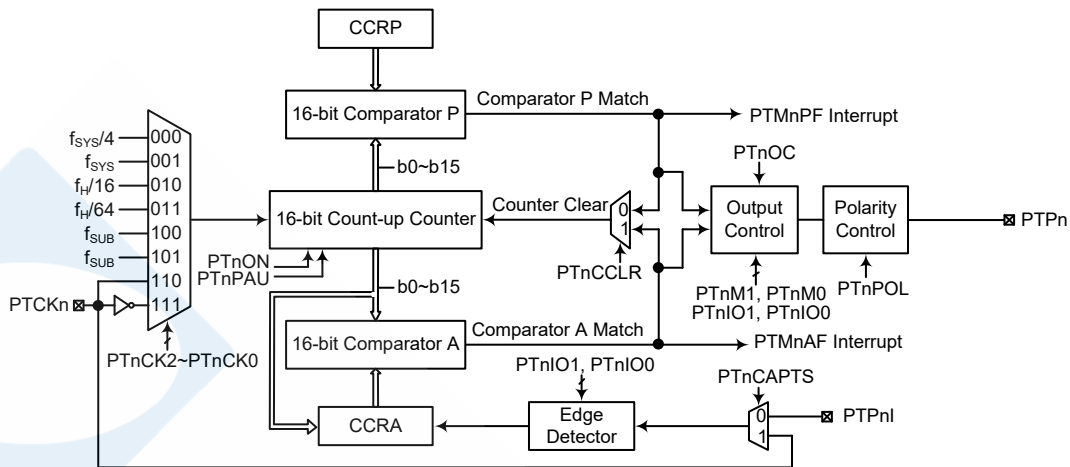 CCRP
16-bit Comparator P
Comparator P Match
PTMnPF Interrupt
b0~b15
PTnOC
fSYS/4
000
fSYS
001
fH/16
010
fH/64
011
fSUB
100
fSUB
101
110
111
PTCKn
PTnCK2~PTnCK0
16-bit Count-up Counter
Counter Clear
0
1
PTnCCLR
Output
Control
Polarity
Control
PTPn
PTnON
PTnPAU
PTnM1, PTnM0
PTnIO1, PTnIO0
PTnPOL
b0~b15
16-bit Comparator A
Comparator A Match
PTMnAF Interrupt
PTnIO1, PTnIO0
PTnCAPTS
CCRA
Edge
Detector
0
1
PTPnI